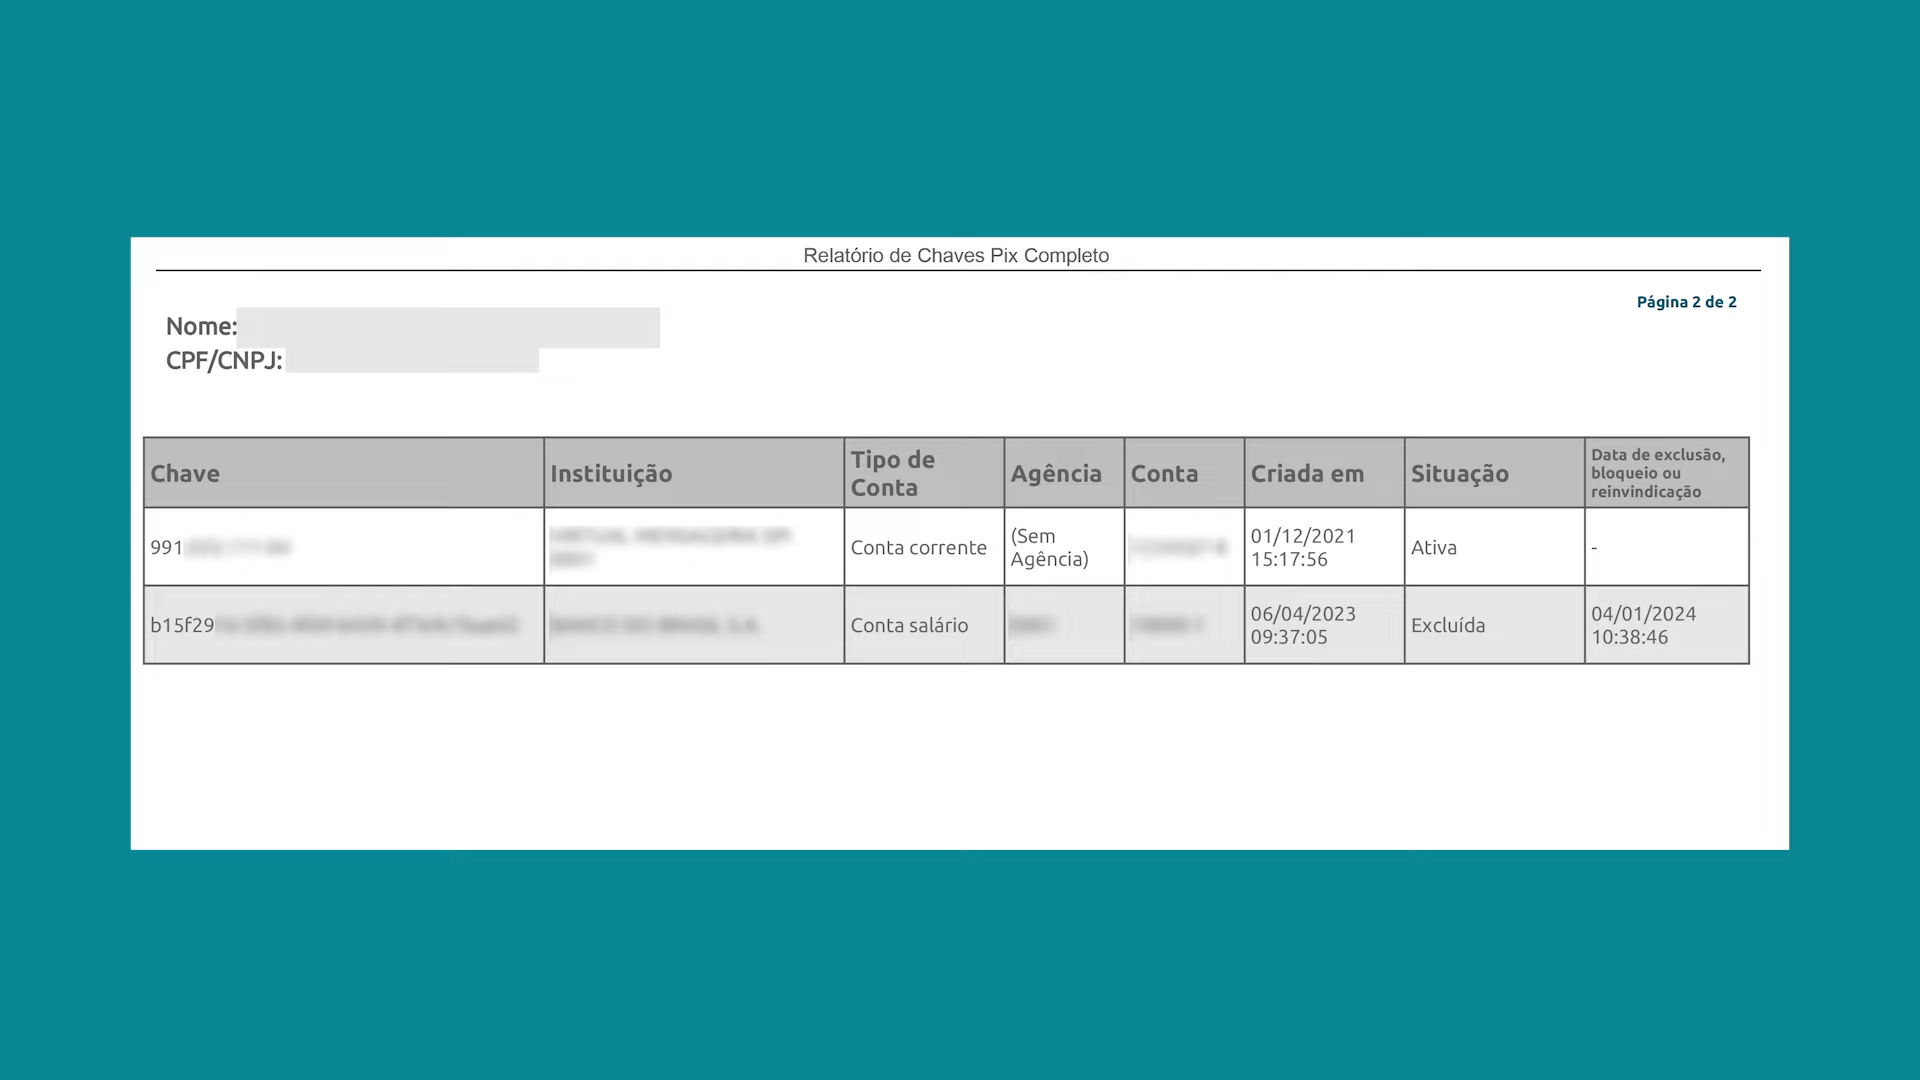 Relatório de Chaves Pix Completo
Página 2 de 2
Nome:
CPF/CNPJ:
Chave
Instituição
Tipo de
Conta
Agência
Conta
Criada em
Situação
Data de exclusão,
bloqueio ou
reinvindicação
991
Conta corrente
(Sem
Agência)
01/12/2021
15:17:56
Ativa
-
b15f29
Conta salário
06/04/2023
09:37:05
Excluída
04/01/2024
10:38:46